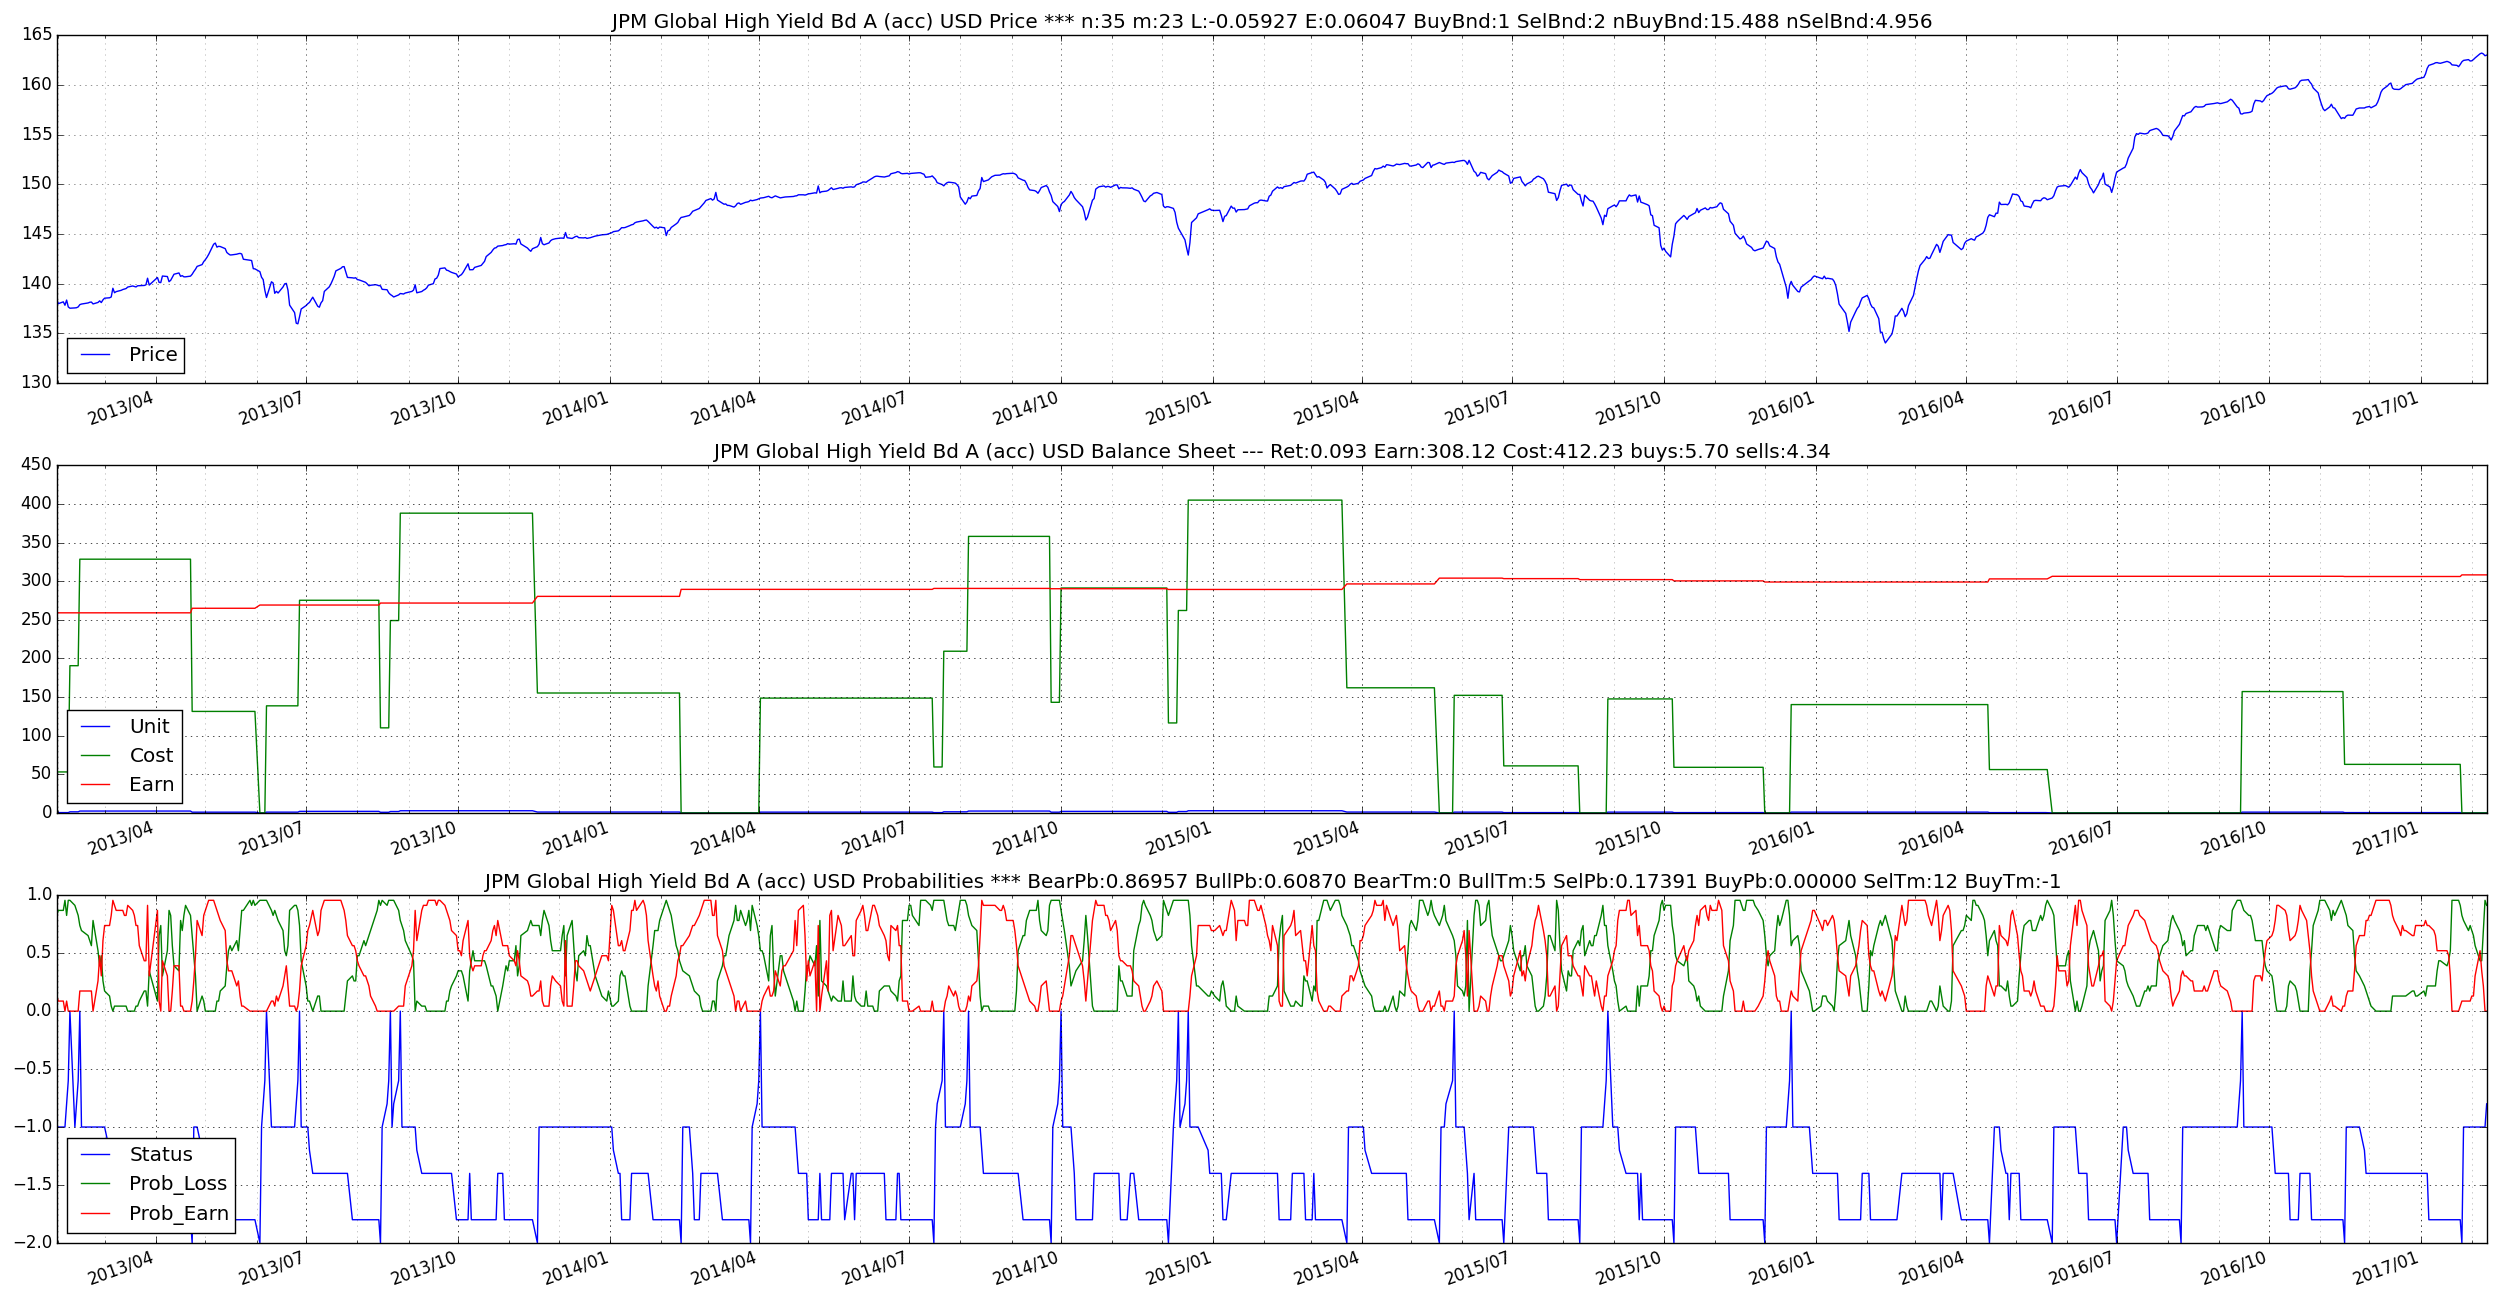 JPM Global High Yield Bd A (acc) USD Price *** n:35 m:23 L:-0.05927 E:0.06047 BuyBnd:1 SelBnd:2 nBuyBnd:15.488 nSelBnd:4.956
165
160
155
150
145
140
135
130
Price
2013/04 2013/07 2013/10 2014/01 2014/04 2014/07 2014/10 2015/01 2015/04 2015/07 2015/10 2016/01 2016/04 2016/07 2016/10 2017/01
JPM Global High Yield Bd A (acc) USD Balance Sheet --- Ret:0.093 Earn:308.12 Cost:412.23 buys:5.70 sells:4.34
450
400
350
300
250
200
150
100
50
0
Unit
Cost
Earn
2013/04 2013/07 2013/10 2014/01 2014/04 2014/07 2014/10 2015/01 2015/04 2015/07 2015/10 2016/01 2016/04 2016/07 2016/10 2017/01
JPM Global High Yield Bd A (acc) USD Probabilities *** BearPb:0.86957 BullPb:0.60870 BearTm:0 BullTm:5 SelPb:0.17391 BuyPb:0.00000 SelTm:12 BuyTm:-1
1.0
0.5
0.0
−0.5
−1.0
−1.5
−2.0
Status
Prob_Loss
Prob_Earn
2013/04 2013/07 2013/10 2014/01 2014/04 2014/07 2014/10 2015/01 2015/04 2015/07 2015/10 2016/01 2016/04 2016/07 2016/10 2017/01